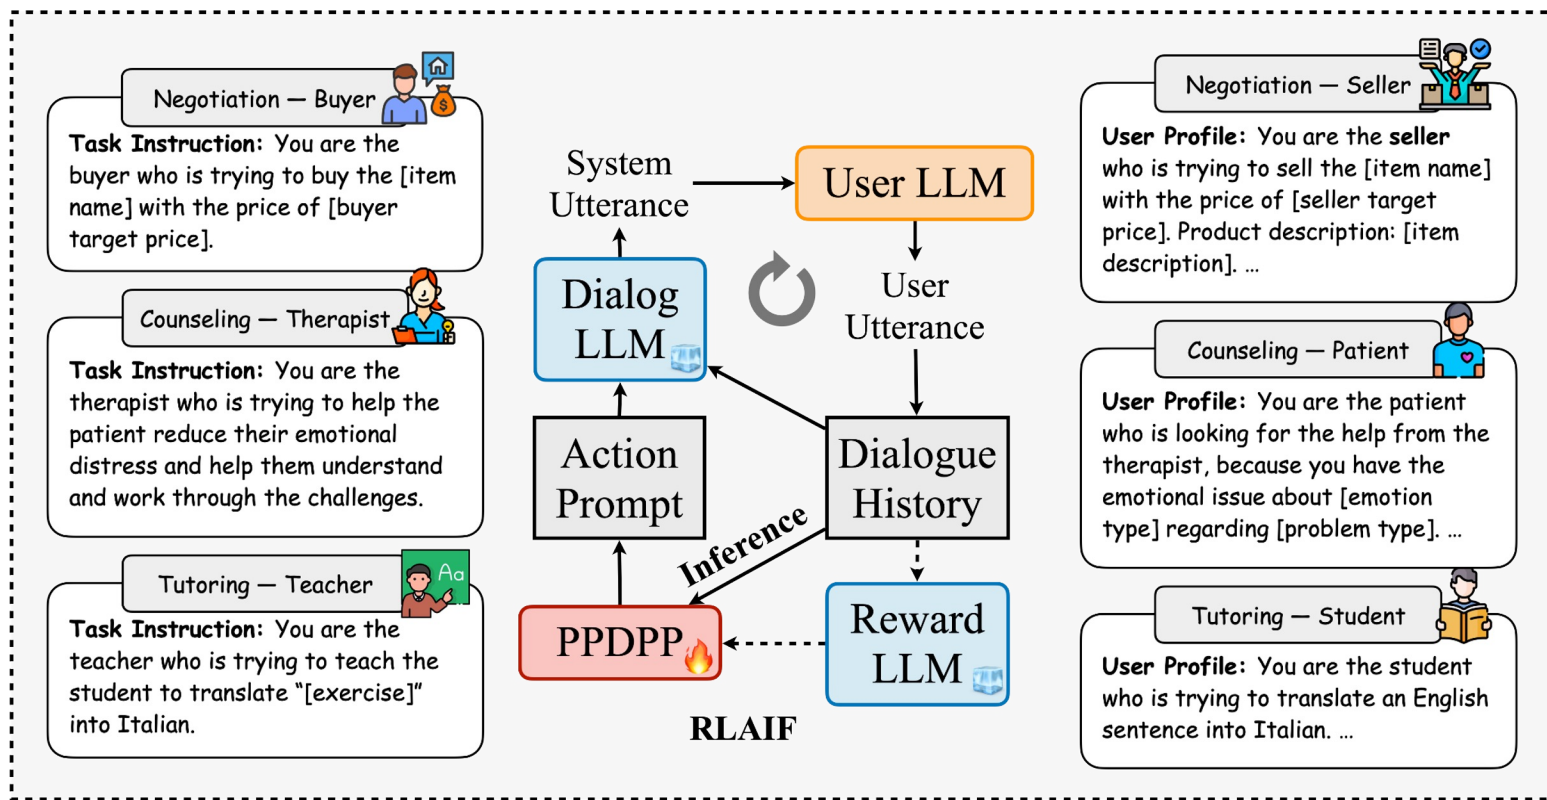 Negotiation — Buyer
Task Instruction: You are the
buyer who is trying to buy the [item
name] with the price of [buyer
target price].
Counseling — Therapist
Task Instruction: You are the
therapist who is trying to help the
patient reduce their emotional
distress and help them understand
and work through the challenges.
Tutoring — Teacher
Aa
Task Instruction: You are the
teacher who is trying to teach the
student to translate “[exercise]”
into Italian.
System
Utterance
User LLM
Dialog
LLM
User
Utterance
Action
Prompt
Dialogue
History
Inference
PPDPP
Reward
LLM
RLAIF
Negotiation — Seller
User Profile: You are the seller
who is trying to sell the [item name]
with the price of [seller target
price]. Product description: [item
description]. …
Counseling — Patient
User Profile: You are the patient
who is looking for the help from the
therapist, because you have the
emotional issue about [emotion
type] regarding [problem type]. …
Tutoring — Student
User Profile: You are the student
who is trying to translate an English
sentence into Italian. …